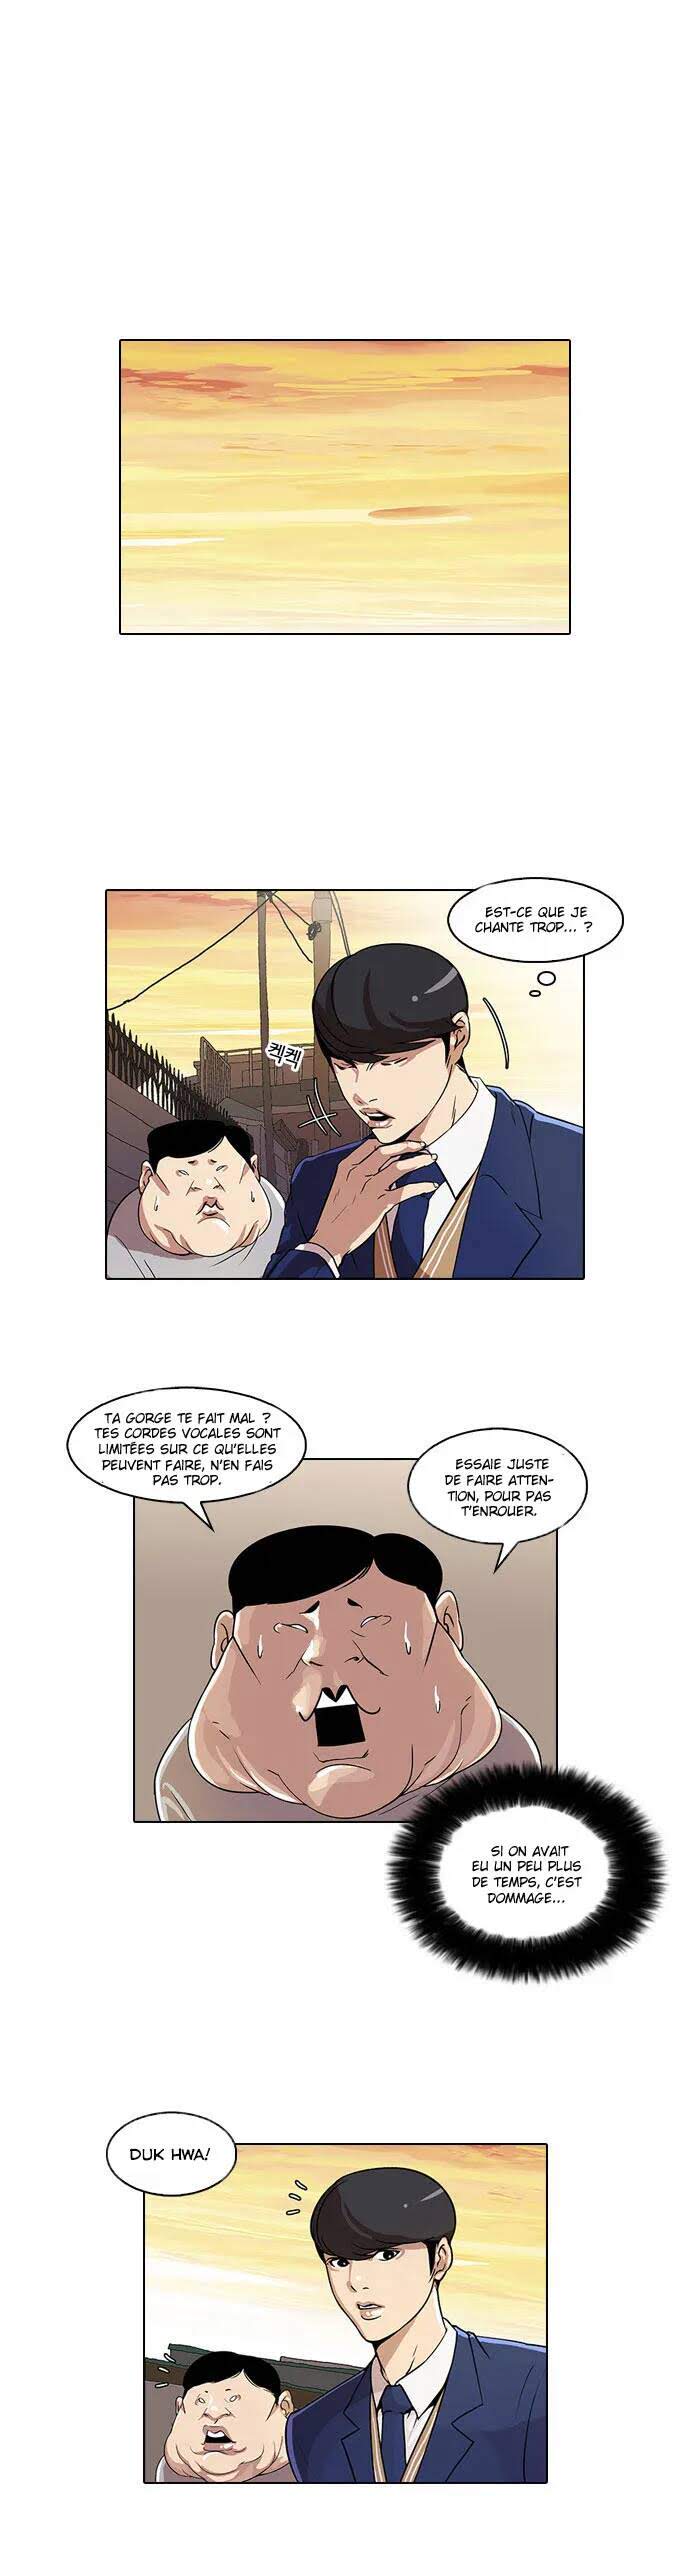 EST-CE QUE JE
CHANTE TROP... ?
켁켁
TA GORGE TE FAIT MAL ?
TES CORDES VOCALES SONT
LIMITÉES SUR CE QU'ELLES
PEUVENT FAIRE, N'EN FAIS
PAS TROP.
ESSAIE JUSTE
DE FAIRE ATTEN-
TION, POUR PAS
T'ENROUER.
SI ON AVAIT
EU UN PEU PLUS
DE TEMPS, C'EST
DOMMAGE...
DUK HWA!